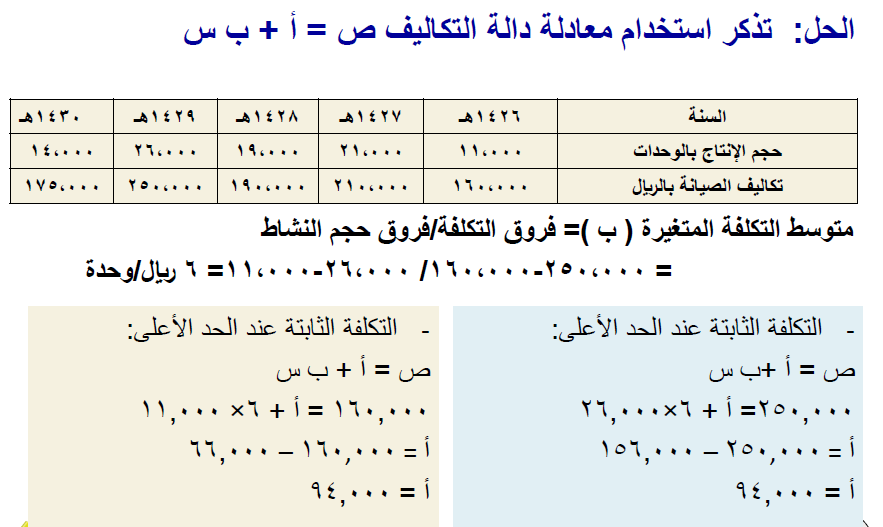 الحل: تذكر استخدام معادلة دالة التكاليف ص = أ + ب س
السنة ١٤٢٦هـ ١٤٢٧هـ ١٤٢٨هـ ١٤٢٩هـ ١٤٣٠هـ
حجم الإنتاج بالوحدات ١١،٠٠٠ ٢١،٠٠٠ ١٩،٠٠٠ ٢٦،٠٠٠ ١٤،٠٠٠
تكاليف الصيانة بالريال ١٦٠،٠٠٠ ٢١٠،٠٠٠ ١٩٠،٠٠٠ ٢٥٠،٠٠٠ ١٧٥،٠٠٠
متوسط التكلفة المتغيرة ( ب )= فروق التكلفة/فروق حجم النشاط
= ٢٥٠،٠٠٠-١٦٠،٠٠٠/ ٢٦،٠٠٠-١١،٠٠٠= ٦ ريال/وحدة
- التكلفة الثابتة عند الحد الأعلى:
ص = أ +ب س
٢٥٠,٠٠٠= أ + ٦×٢٦,٠٠٠
أ = ٢٥٠,٠٠٠ – ١٥٦,٠٠٠
أ = ٩٤,٠٠٠
- التكلفة الثابتة عند الحد الأعلى:
ص = أ + ب س
١٦٠,٠٠٠ = أ + ٦× ١١,٠٠٠
أ = ١٦٠,٠٠٠ – ٦٦,٠٠٠
أ = ٩٤,٠٠٠